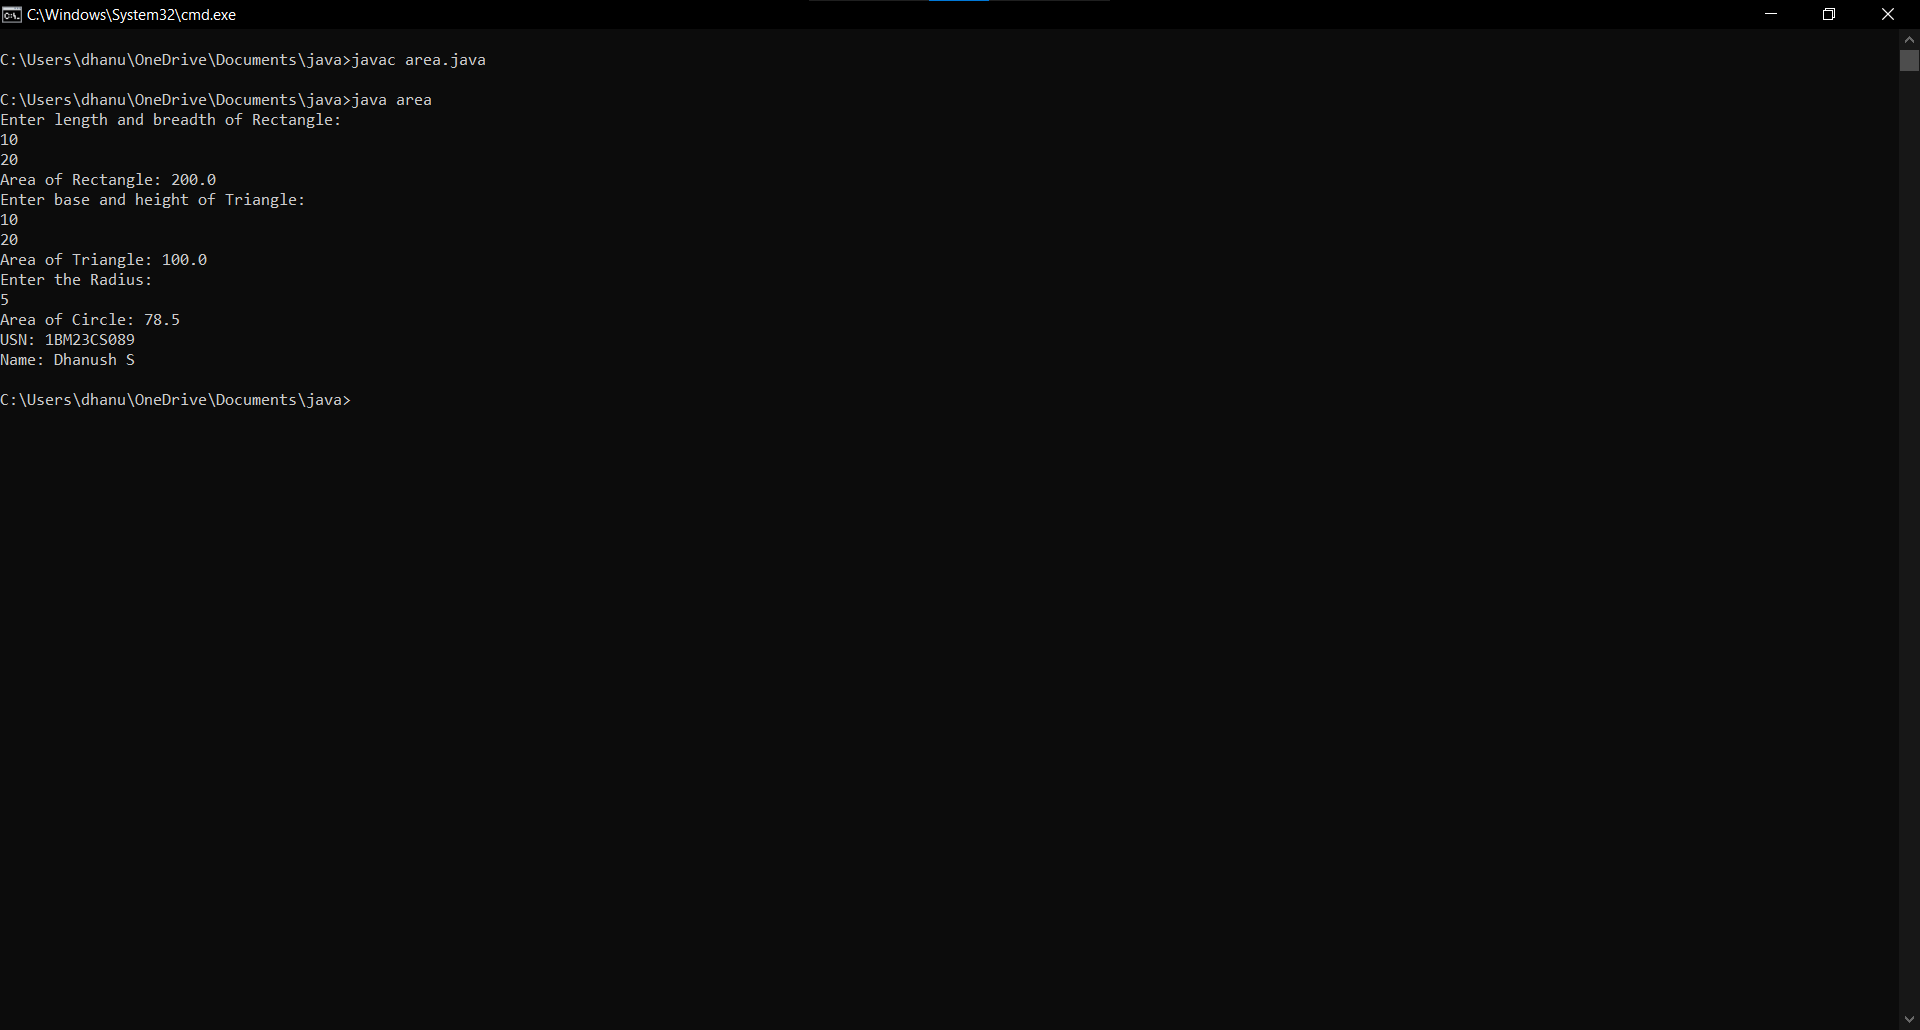 C:\Windows\System32\cmd.exe
C:\Users\dhanu\OneDrive\Documents\java>javac area.java
C:\Users\dhanu\OneDrive\Documents\java>java area
Enter length and breadth of Rectangle:
10
20
Area of Rectangle: 200.0
Enter base and height of Triangle:
10
20
Area of Triangle: 100.0
Enter the Radius:
5
Area of Circle: 78.5
USN: 1BM23CS089
Name: Dhanush S
C:\Users\dhanu\OneDrive\Documents\java>